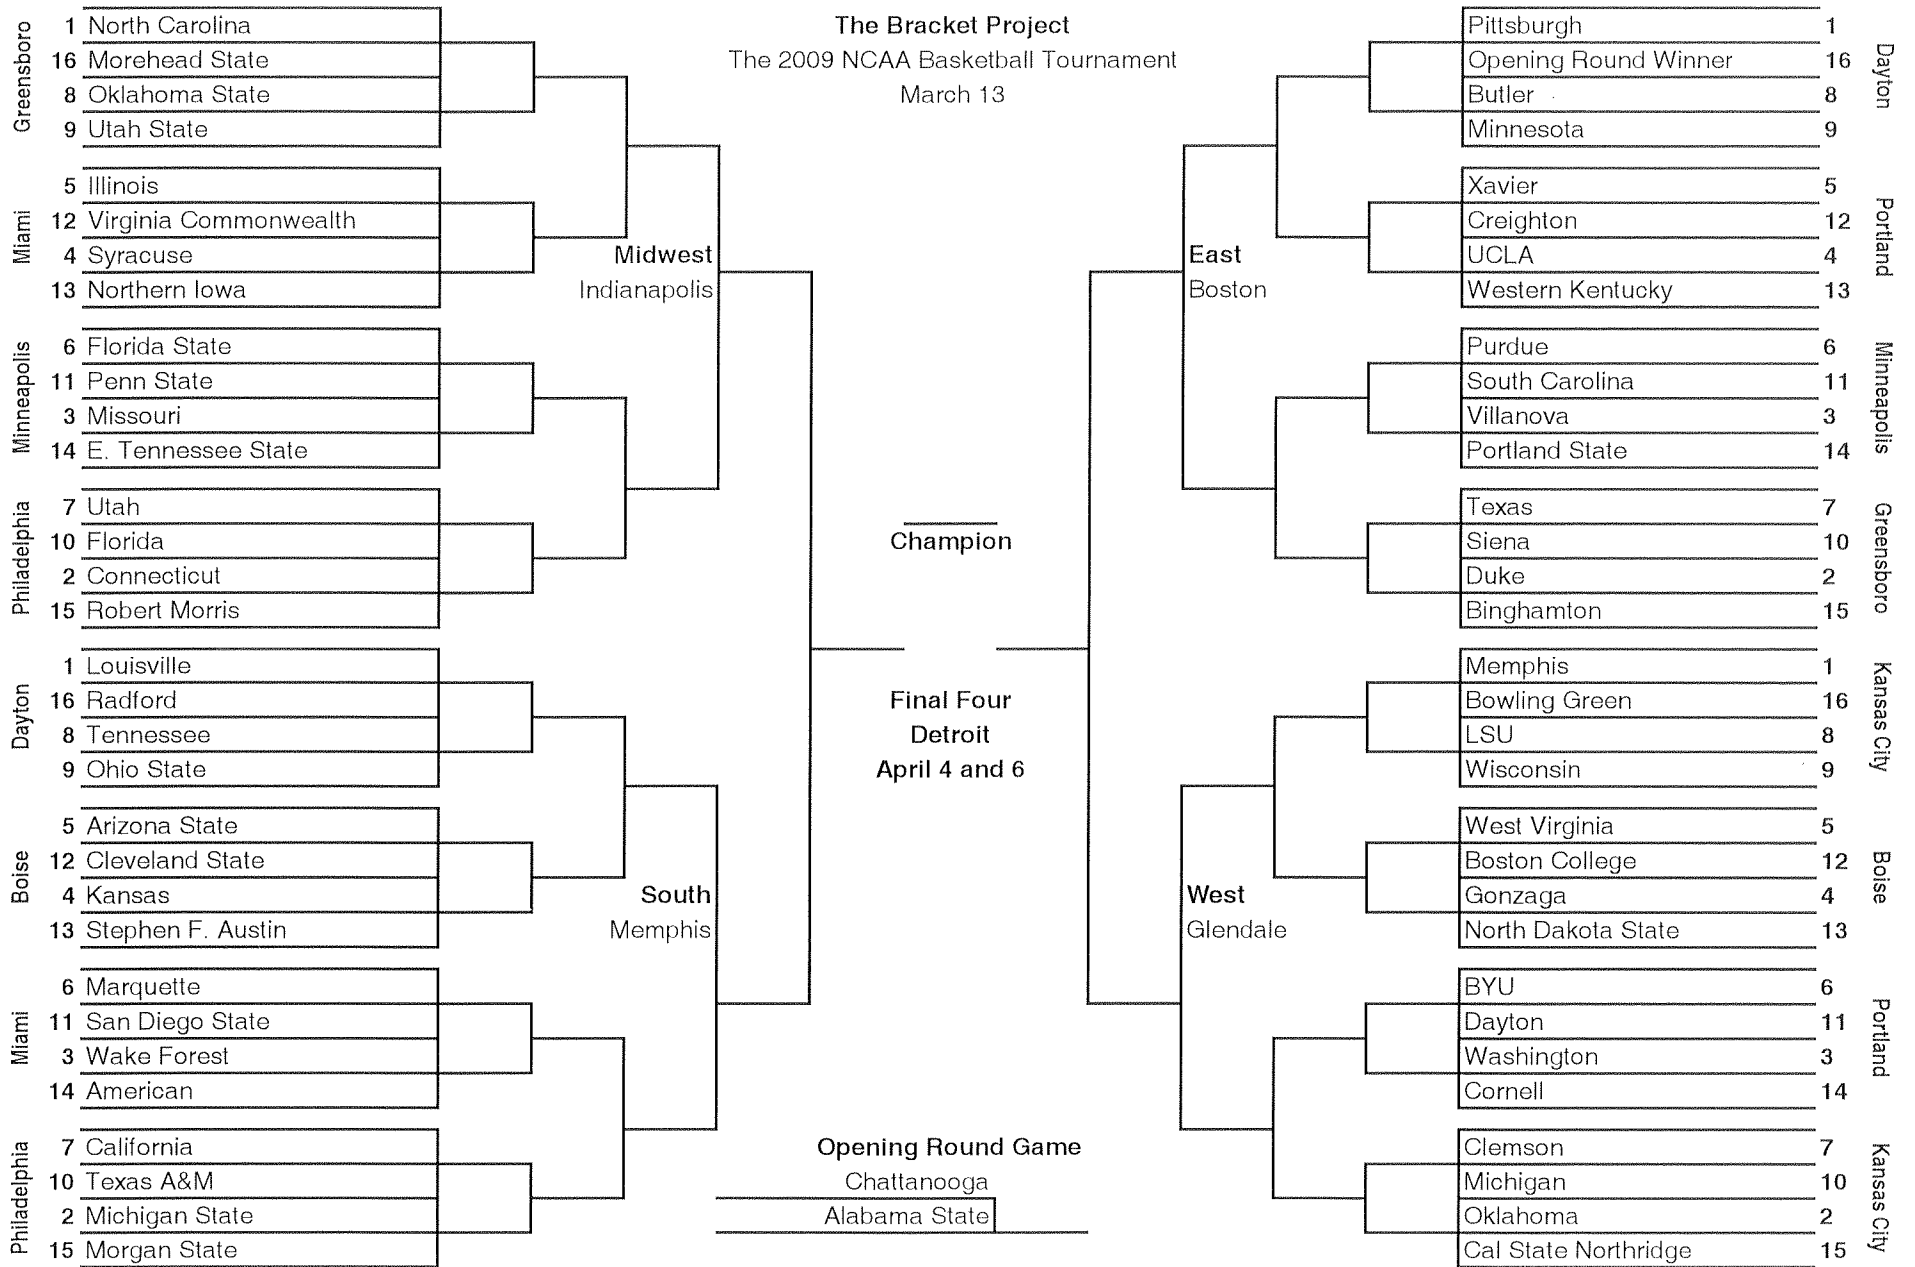 The Bracket Project
The 2009 NCAA Basketball Tournament
March 13
Greensboro
1 North Carolina
16 Morehead State
8 Oklahoma State
9 Utah State
Miami
5 Illinois
12 Virginia Commonwealth
4 Syracuse
13 Northern Iowa
Midwest
Indianapolis
Minneapolis
6 Florida State
11 Penn State
3 Missouri
14 E. Tennessee State
Philadelphia
7 Utah
10 Florida
2 Connecticut
15 Robert Morris
Dayton
1 Louisville
16 Radford
8 Tennessee
9 Ohio State
Boise
5 Arizona State
12 Cleveland State
4 Kansas
13 Stephen F. Austin
South
Memphis
Miami
6 Marquette
11 San Diego State
3 Wake Forest
14 American
Philadelphia
7 California
10 Texas A&M
2 Michigan State
15 Morgan State
Champion
Final Four
Detroit
April 4 and 6
Opening Round Game
Chattanooga
Alabama State
Pittsburgh 1
Opening Round Winner 16
Butler 8
Minnesota 9
Dayton
Xavier 5
Creighton 12
UCLA 4
Western Kentucky 13
Portland
East
Boston
Purdue 6
South Carolina 11
Villanova 3
Portland State 14
Minneapolis
Texas 7
Siena 10
Duke 2
Binghamton 15
Greensboro
Memphis 1
Bowling Green 16
LSU 8
Wisconsin 9
Kansas City
West Virginia 5
Boston College 12
Gonzaga 4
North Dakota State 13
Boise
West
Glendale
BYU 6
Dayton 11
Washington 3
Cornell 14
Portland
Clemson 7
Michigan 10
Oklahoma 2
Cal State Northridge 15
Kansas City